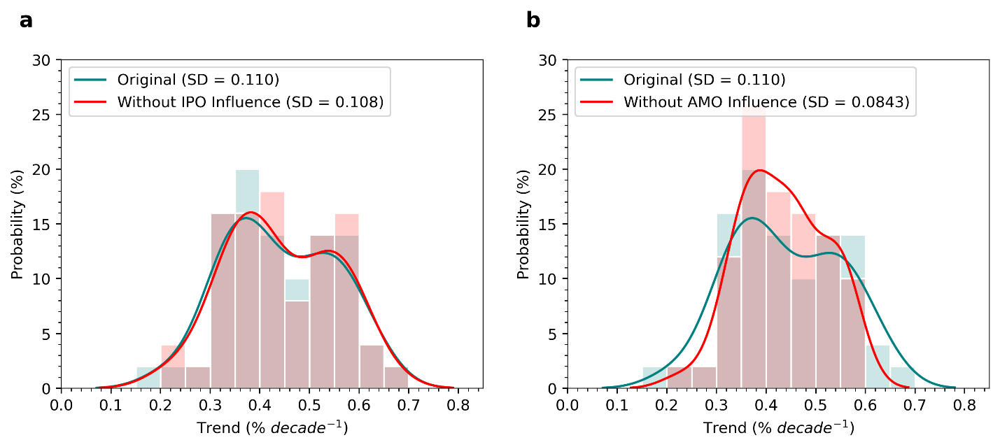 a
30
25
20
15
10
5
0
Probability (%)
Original (SD = 0.110)
Without IPO Influence (SD = 0.108)
0.0 0.1 0.2 0.3 0.4 0.5 0.6 0.7 0.8
Trend (% decade⁻¹)
b
30
25
20
15
10
5
0
Probability (%)
Original (SD = 0.110)
Without AMO Influence (SD = 0.0843)
0.0 0.1 0.2 0.3 0.4 0.5 0.6 0.7 0.8
Trend (% decade⁻¹)